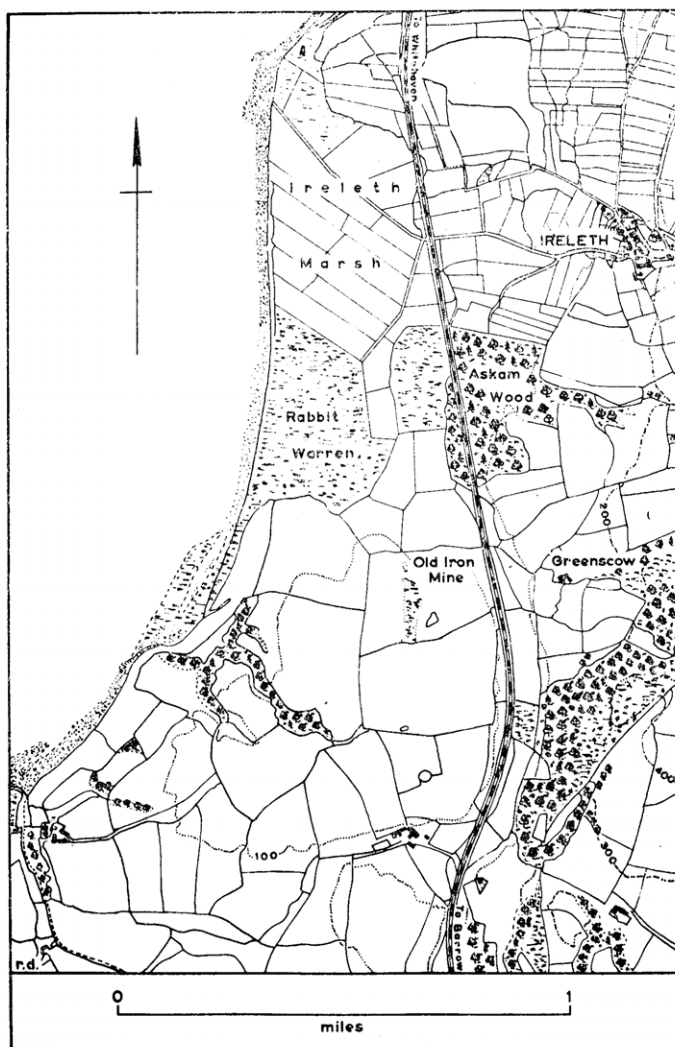 To Whitehaven
Ireleth
IRELETH
Marsh
Askam
Wood
Rabbit
Warren
200
Old Iron
Mine
Greenscow
400
100
300
To Barrow
r.d.
0
1
miles